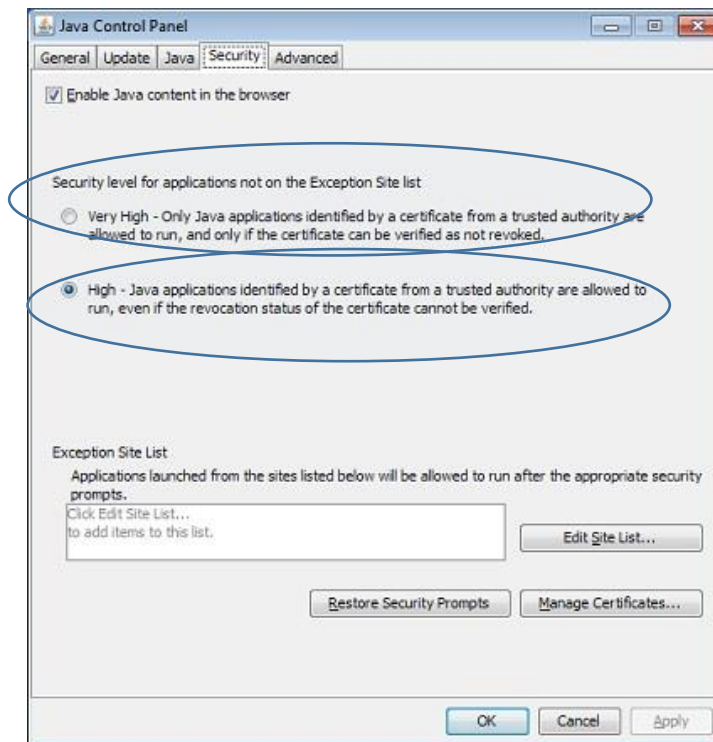 Java Control Panel
General Update Java Security Advanced
Enable Java content in the browser
Security level for applications not on the Exception Site list
Very High - Only Java applications identified by a certificate from a trusted authority are
allowed to run, and only if the certificate can be verified as not revoked.
High - Java applications identified by a certificate from a trusted authority are allowed to
run, even if the revocation status of the certificate cannot be verified.
Exception Site List
Applications launched from the sites listed below will be allowed to run after the appropriate security
prompts.
Click Edit Site List...
to add items to this list.
Edit Site List...
Restore Security Prompts Manage Certificates...
OK Cancel Apply